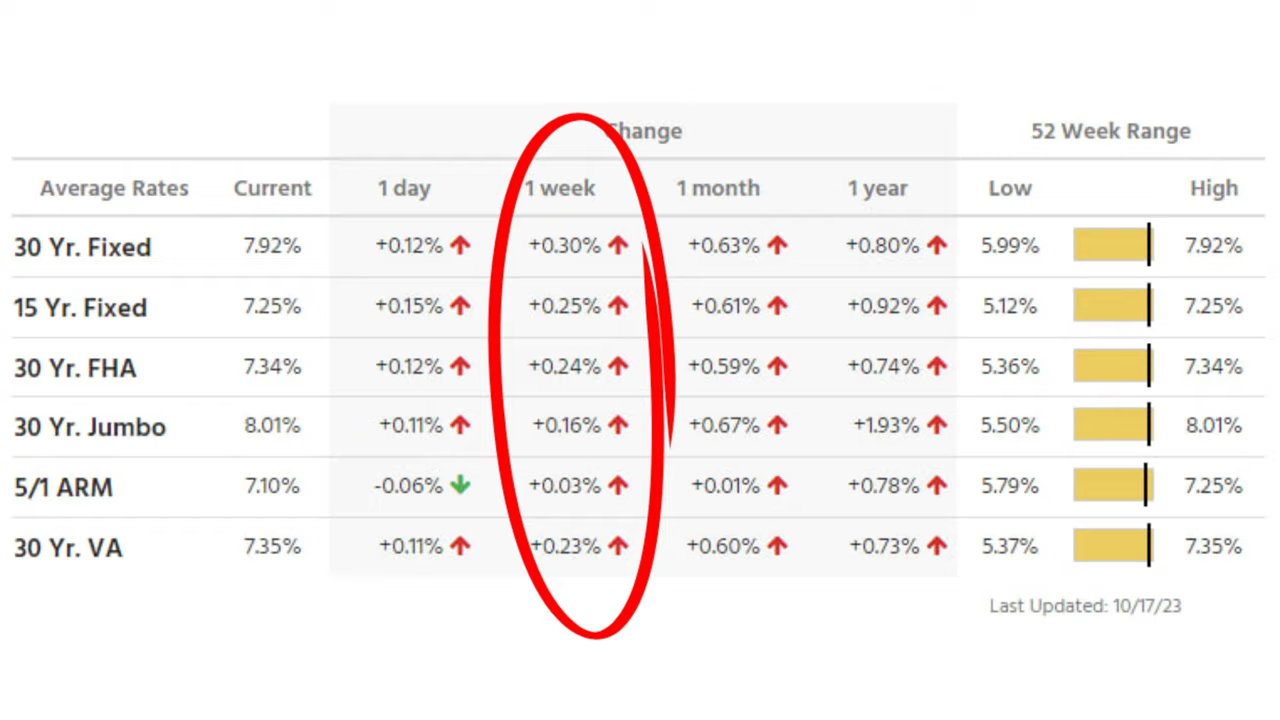 Change 52 Week Range
Average Rates Current 1 day 1 week 1 month 1 year Low High
30 Yr. Fixed 7.92% +0.12% +0.30% +0.63% +0.80% 5.99% 7.92%
15 Yr. Fixed 7.25% +0.15% +0.25% +0.61% +0.92% 5.12% 7.25%
30 Yr. FHA 7.34% +0.12% +0.24% +0.59% +0.74% 5.36% 7.34%
30 Yr. Jumbo 8.01% +0.11% +0.16% +0.67% +1.93% 5.50% 8.01%
5/1 ARM 7.10% -0.06% +0.03% +0.01% +0.78% 5.79% 7.25%
30 Yr. VA 7.35% +0.11% +0.23% +0.60% +0.73% 5.37% 7.35%
Last Updated: 10/17/23